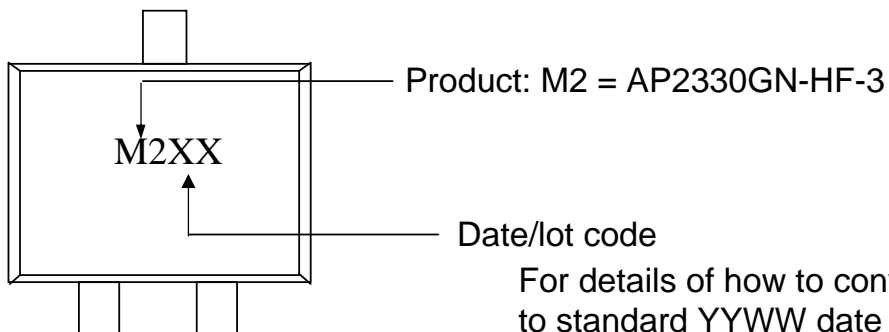 Product: M2 = AP2330GN-HF-3
M2XX
Date/lot code
For details of how to con
to standard YYWW date